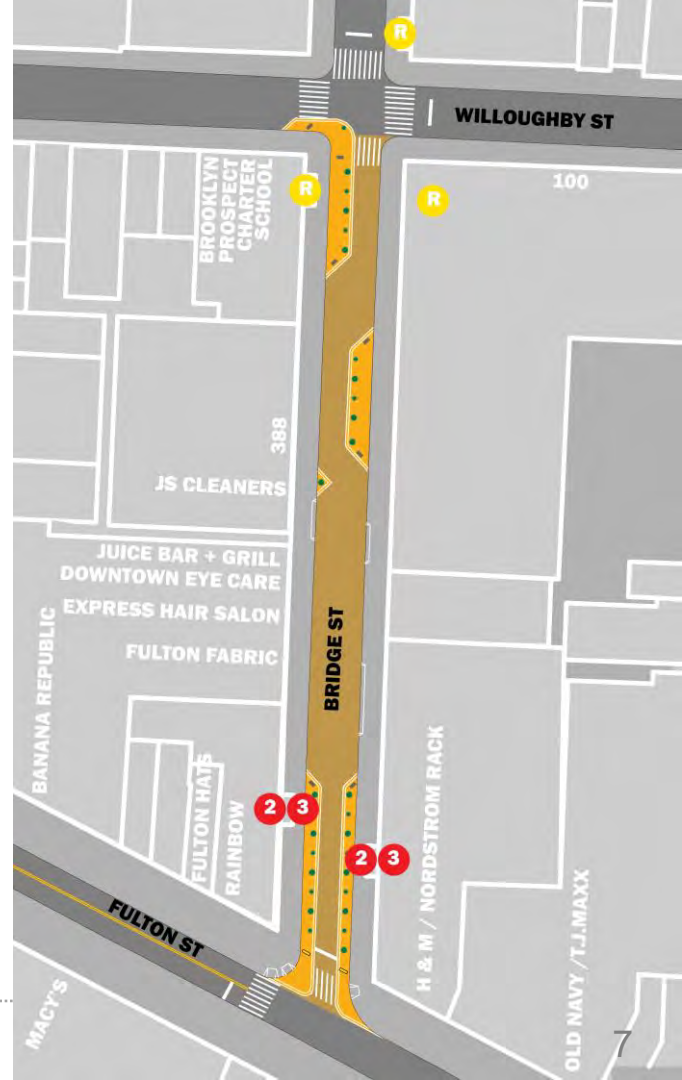 R
WILLOUGHBY ST
BROOKLYN
PROSPECT
CHARTER
SCHOOL
R
R
100
388
JS CLEANERS
JUICE BAR + GRILL
DOWNTOWN EYE CARE
EXPRESS HAIR SALON
FULTON FABRIC
BANANA REPUBLIC
BRIDGE ST
FULTON HATS
RAINBOW
2 3
2 3
H & M / NORDSTROM RACK
OLD NAVY /T.J.MAXX
FULTON ST
MACY'S
7